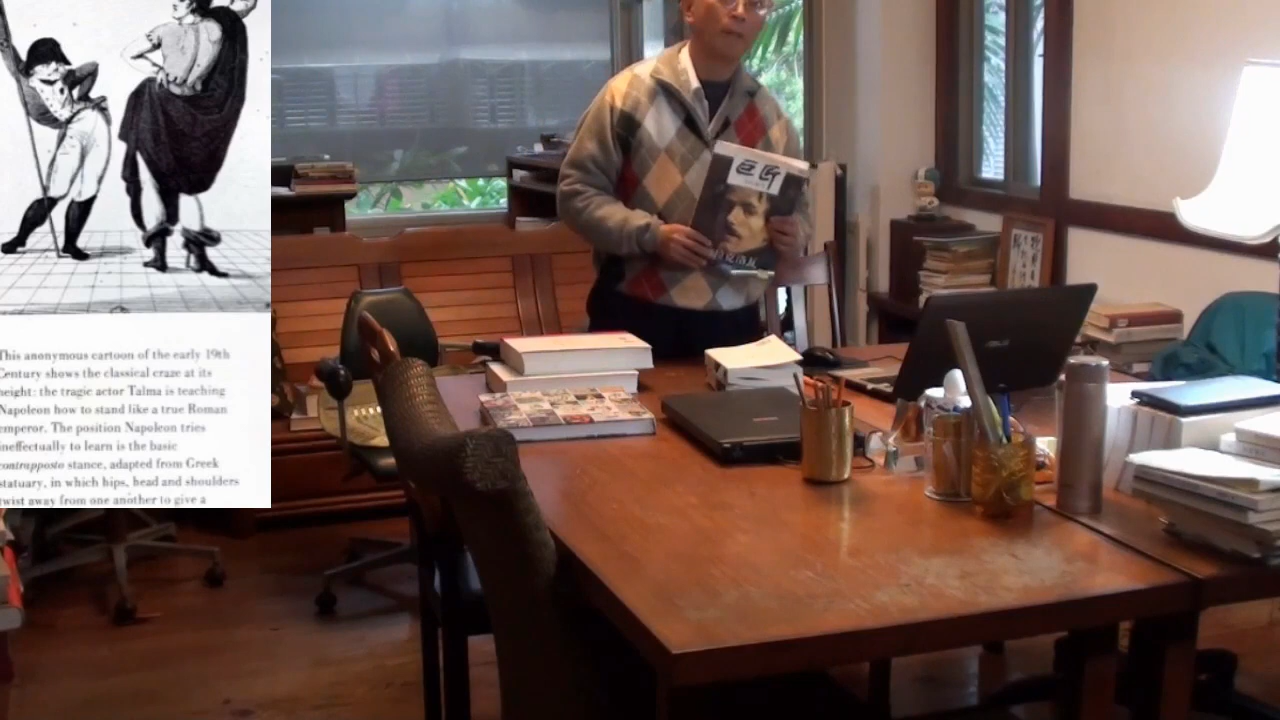 This anonymous cartoon of the early 19th
Century shows the classical craze at its
height: the tragic actor Talma is teaching
Napoleon how to stand like a true Roman
emperor. The position Napoleon tries
ineffectually to learn is the basic
contrapposto stance, adapted from Greek
statuary, in which hips, head and shoulders
twist away from one another to give a
巨匠